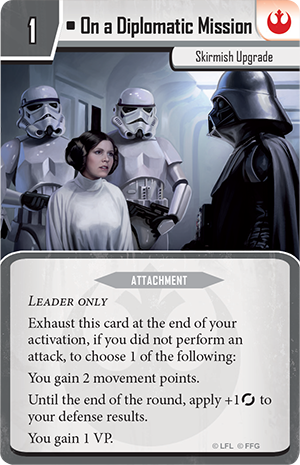 1
On a Diplomatic Mission
Skirmish Upgrade
ATTACHMENT
LEADER ONLY
Exhaust this card at the end of your
activation, if you did not perform an
attack, to choose 1 of the following:
You gain 2 movement points.
Until the end of the round, apply +1 to
your defense results.
You gain 1 VP.
© LFL © FFG